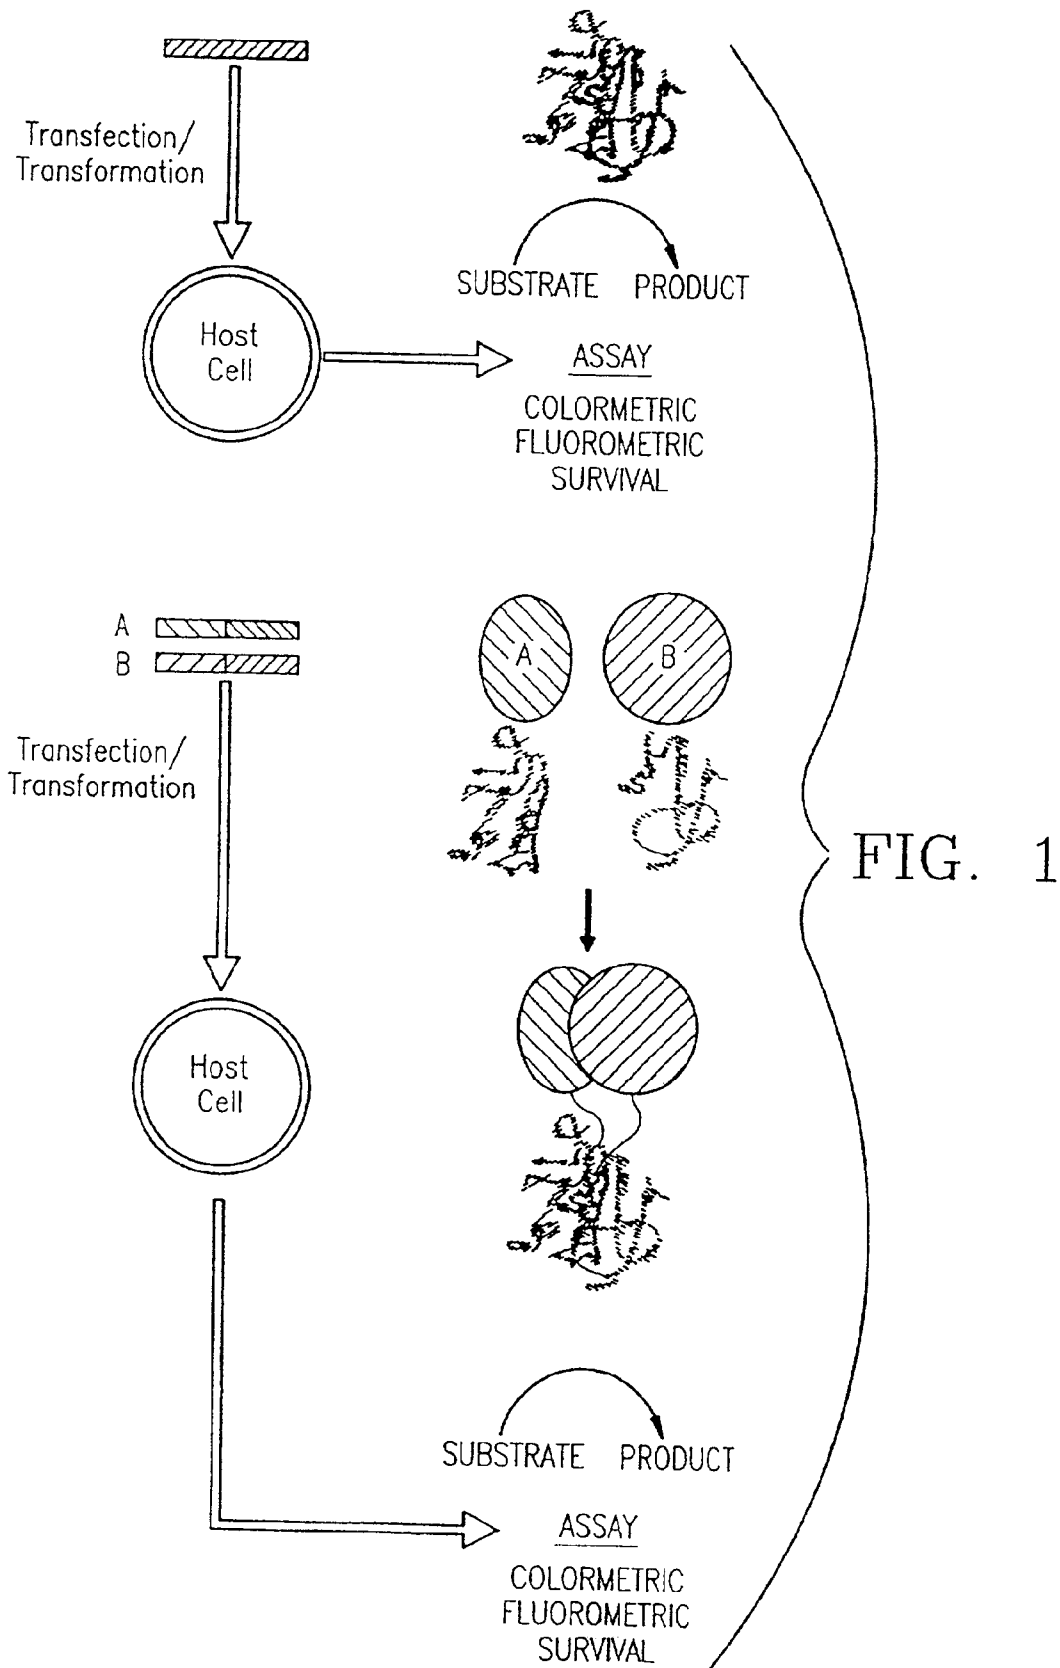 Transfection/
Transformation
SUBSTRATE PRODUCT
Host
Cell
ASSAY
COLORMETRIC
FLUOROMETRIC
SURVIVAL
A
B
A
B
Transfection/
Transformation
FIG. 1
Host
Cell
SUBSTRATE PRODUCT
ASSAY
COLORMETRIC
FLUOROMETRIC
SURVIVAL